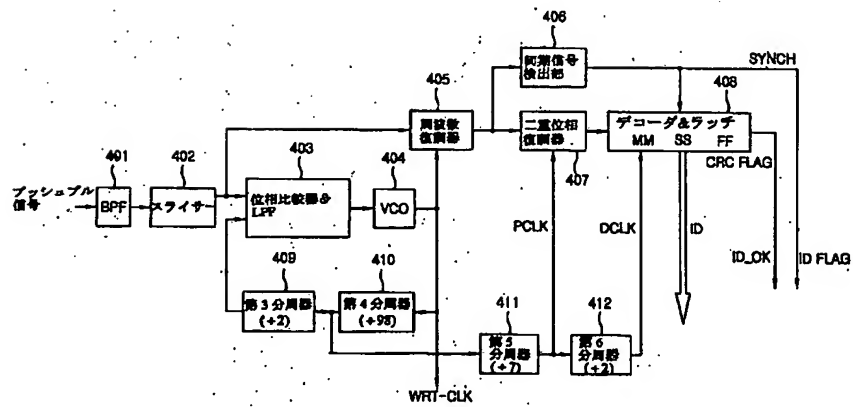 406
同期信号
検出部
SYNCH
405
周波数
復調器
二重位相
復調器
407
408
デコーダ&ラッチ
MM SS FF
CRC FLAG
401
402
403
404
プッシュプル
信号
BPF
スライサー
位相比較器&
LPF
VCO
PCLK
DCLK
ID
ID_OK
ID FLAG
409
410
第3分周器
(÷2)
第4分周器
(÷98)
411
412
第5
分周器
(÷7)
第6
分周器
(÷2)
WRT-CLK